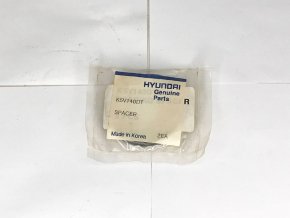 HYUNDAI
Genuine
Parts
R
SPACER
Made in Korea